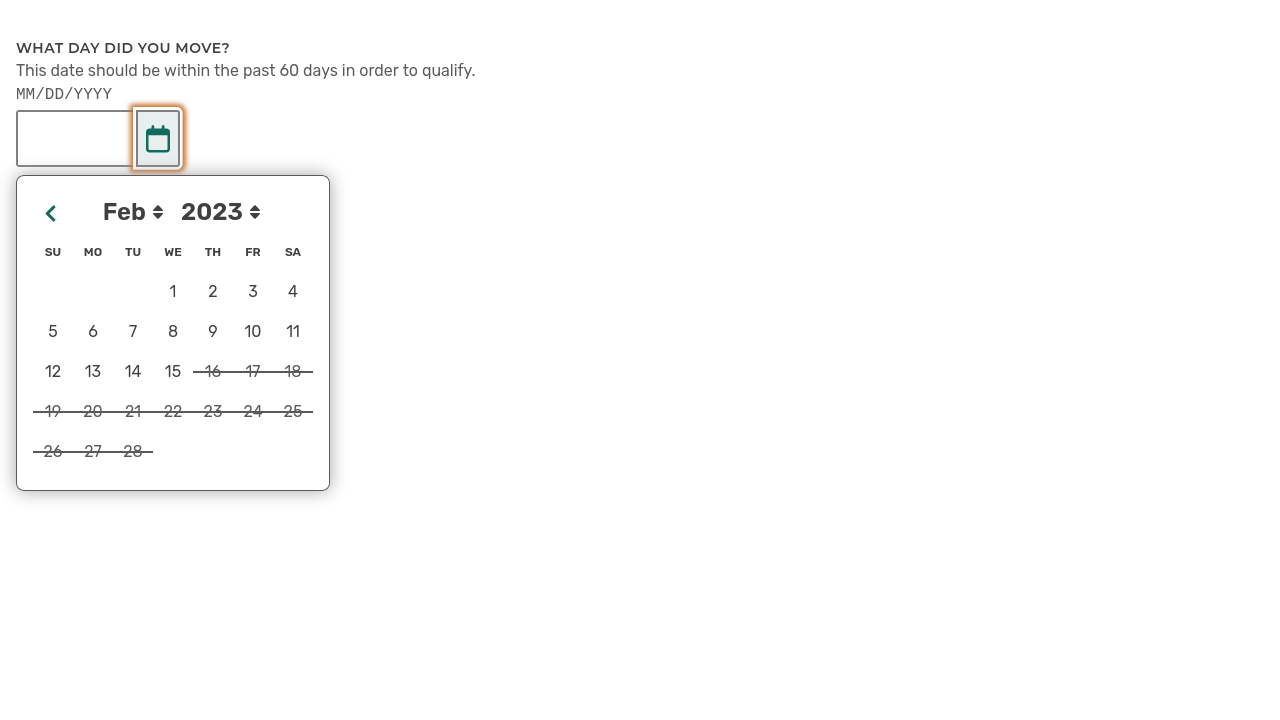 WHAT DAY DID YOU MOVE?
This date should be within the past 60 days in order to qualify.
MM/DD/YYYY
Feb 2023
SU MO TU WE TH FR SA
1 2 3 4
5 6 7 8 9 10 11
12 13 14 15 16 17 18
19 20 21 22 23 24 25
26 27 28